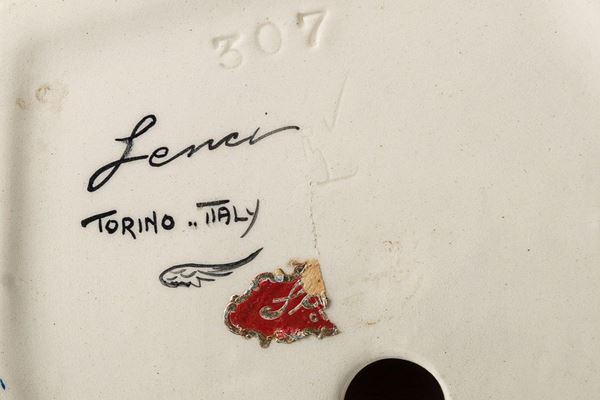 307
Lenci
TORINO .. ITALY